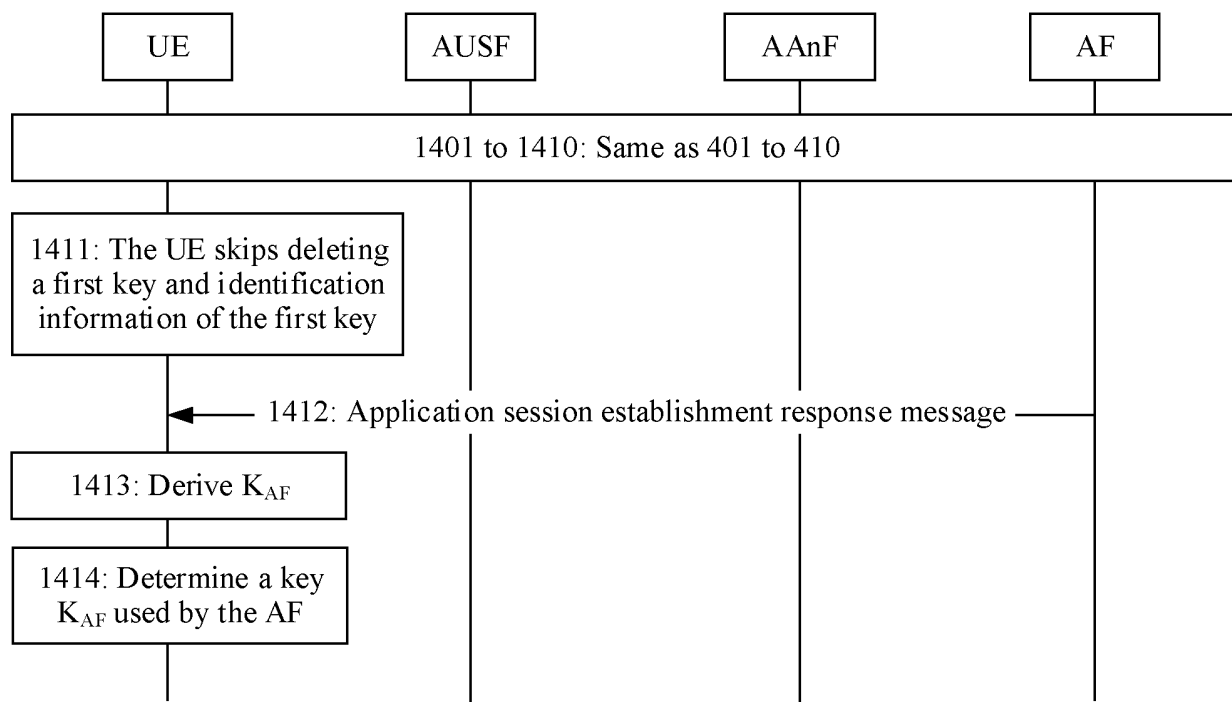 UE AUSF AAnF AF
1401 to 1410: Same as 401 to 410
1411: The UE skips deleting
a first key and identification
information of the first key
1412: Application session establishment response message
1413: Derive K_AF
1414: Determine a key
K_AF used by the AF